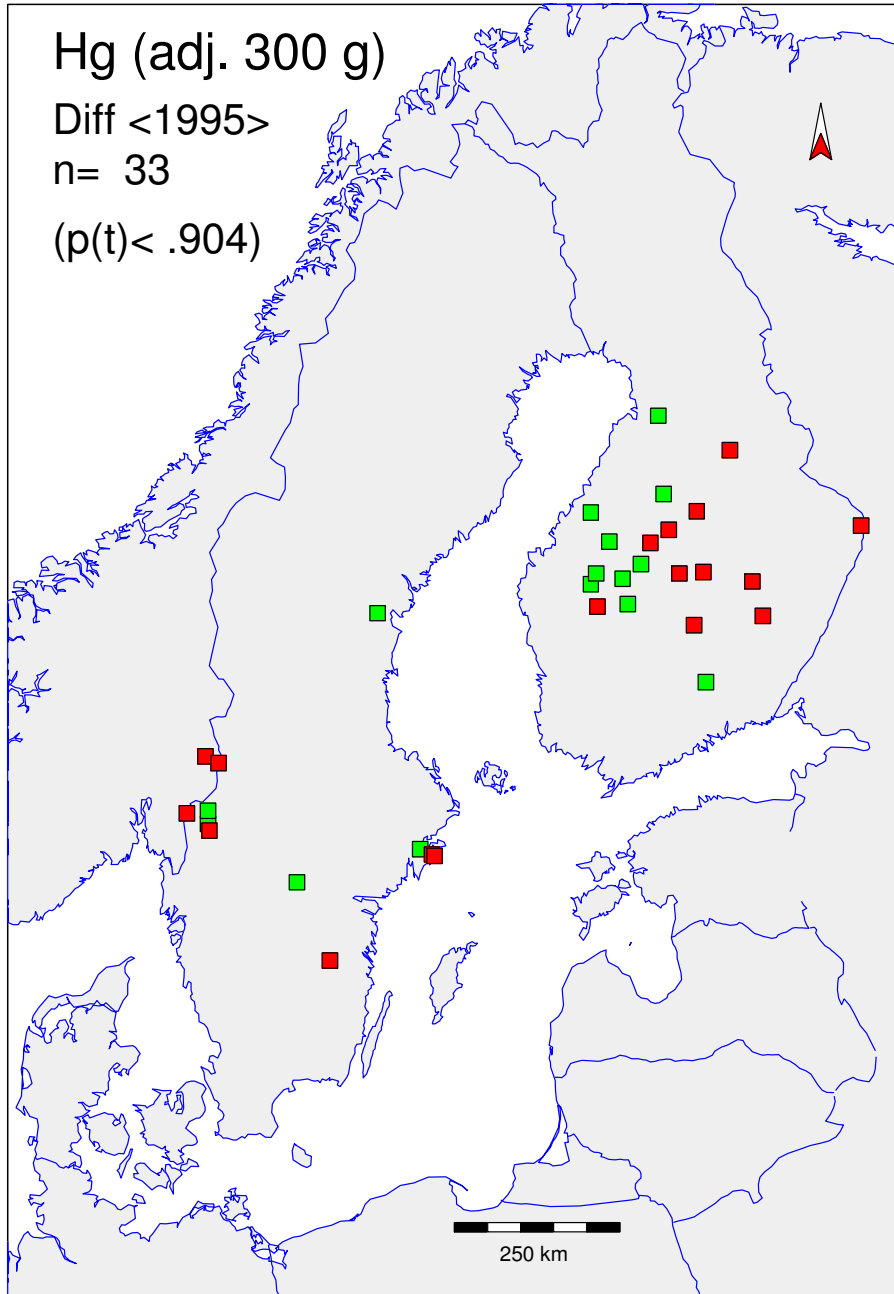 Hg (adj. 300 g)
Diff <1995>
n= 33
(p(t)< .904)
250 km